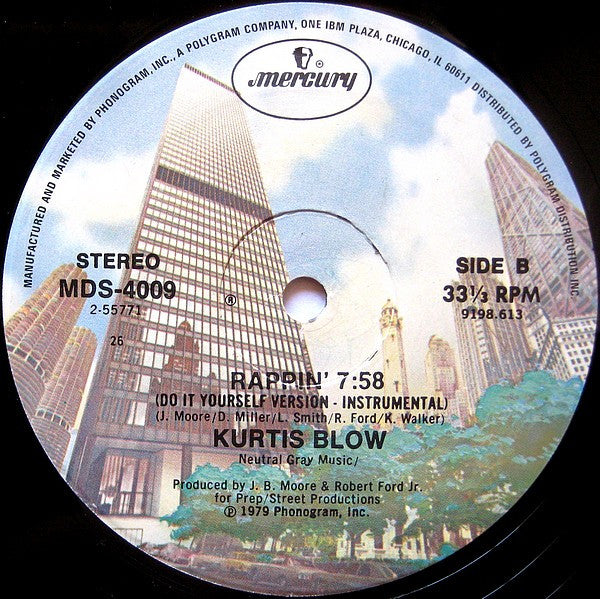 MANUFACTURED AND MARKETED BY PHONOGRAM, INC., A POLYGRAM COMPANY, ONE IBM PLAZA, CHICAGO, IL 60611 DISTRIBUTED BY POLYGRAM DISTRIBUTION, INC.
mercury
STEREO
MDS-4009
2-55771
26
SIDE B
33⅓ RPM
9198.613
®
RAPPIN' 7:58
(DO IT YOURSELF VERSION - INSTRUMENTAL)
(J. Moore/D. Miller/L. Smith/R. Ford/K. Walker)
KURTIS BLOW
Neutral Gray Music/
Produced by J. B. Moore & Robert Ford Jr.
for Prep/Street Productions
℗ 1979 Phonogram, Inc.